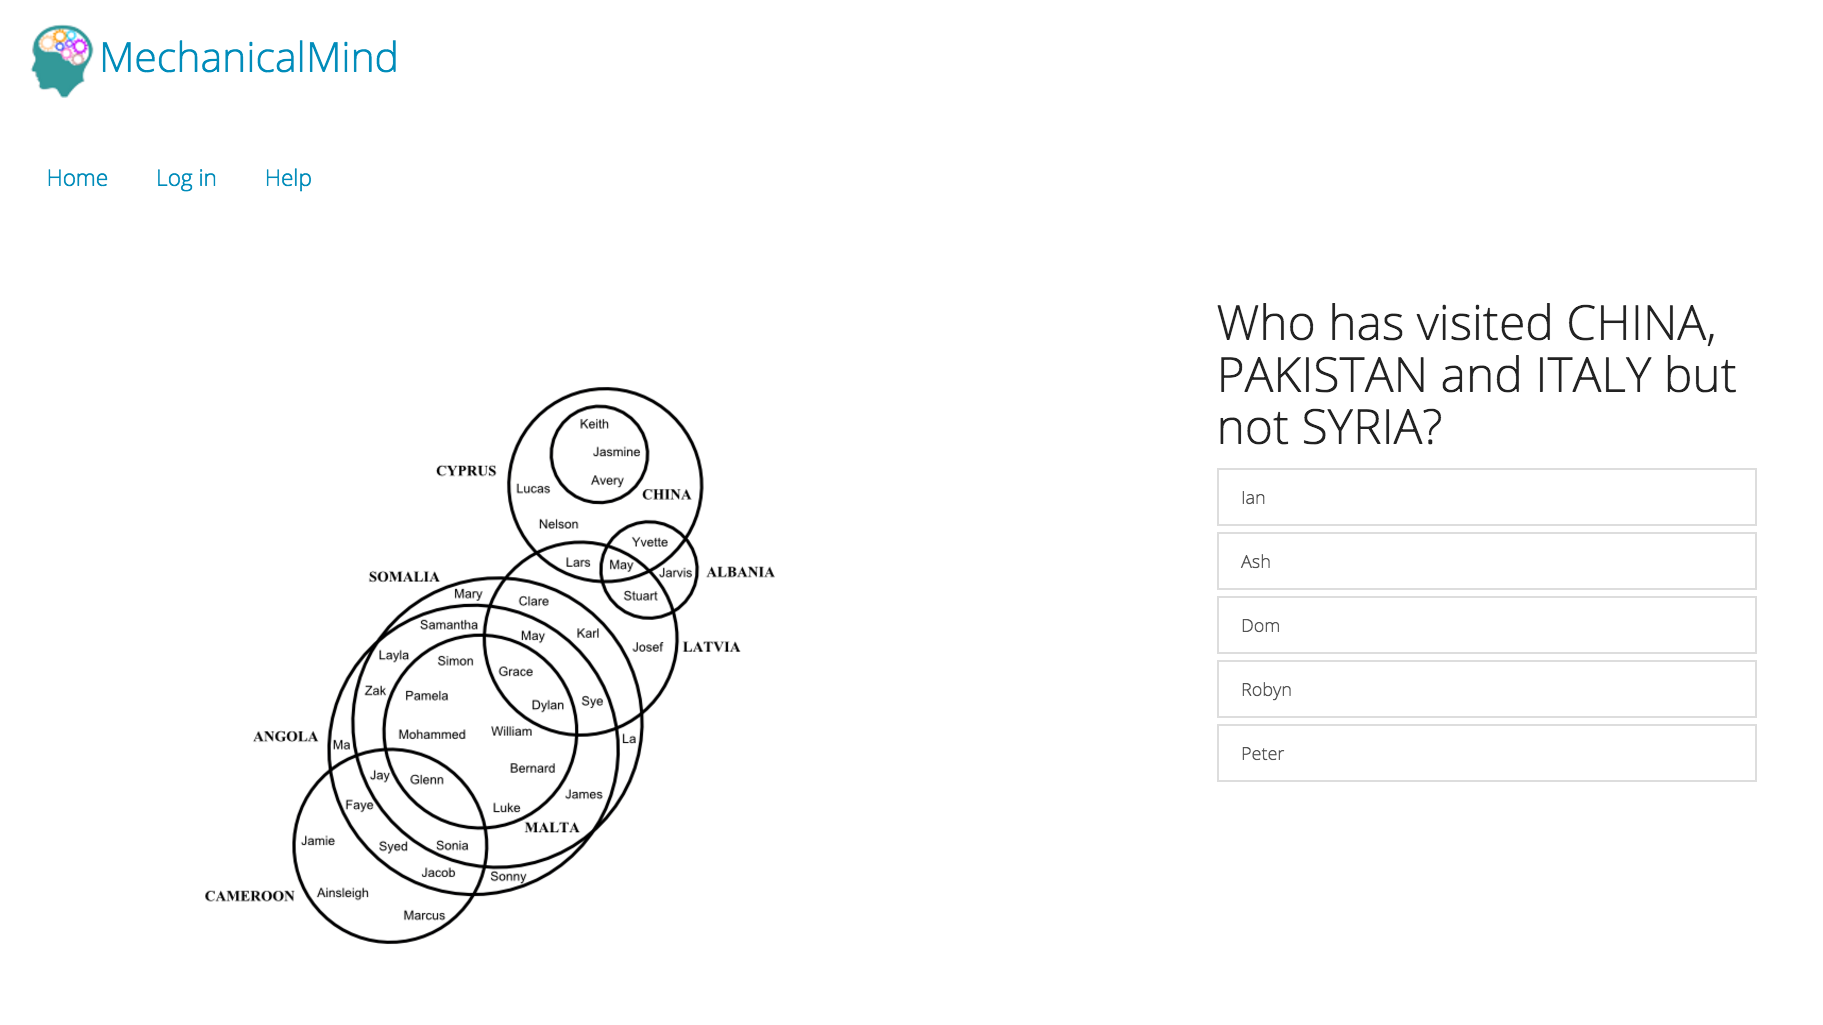 MechanicalMind
Home Log in Help
Who has visited CHINA,
PAKISTAN and ITALY but
not SYRIA?
Ian
Ash
Dom
Robyn
Peter
Keith
Jasmine
CYPRUS
Avery
Lucas
CHINA
Nelson
Yvette
Lars May
Jarvis ALBANIA
SOMALIA
Mary
Stuart
Clare
Samantha
May Karl
Josef LATVIA
Layla Simon
Grace
Zak Pamela
Dylan Sye
ANGOLA
Mohammed William
Ma
La
Bernard
Jay Glenn
James
Faye
Luke
MALTA
Jamie
Syed Sonia
Jacob Sonny
CAMEROON Ainsleigh
Marcus